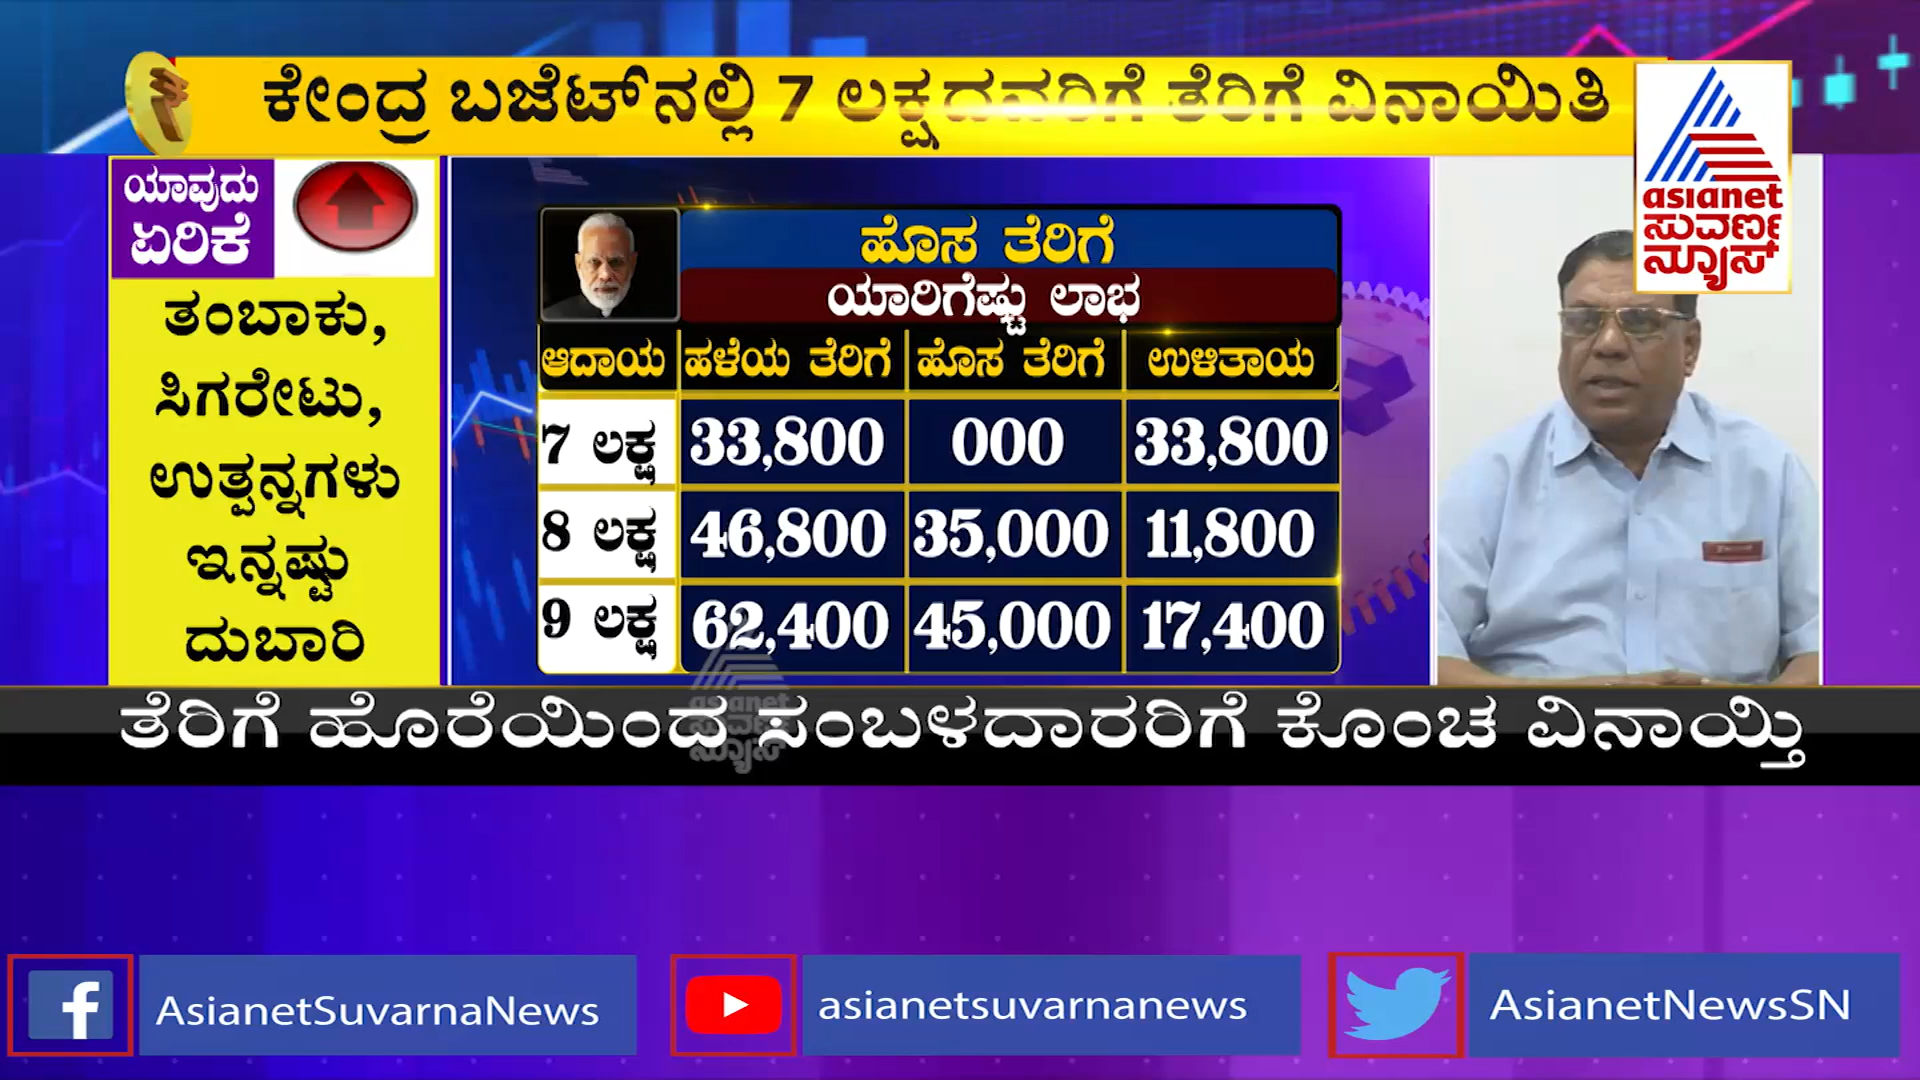 ಕೇಂದ್ರ ಬಜೆಟ್‌ನಲ್ಲಿ 7 ಲಕ್ಷದವರಿಗೆ ತೆರಿಗೆ ವಿನಾಯಿತಿ
asianet
ಸುವರ್ಣ
ನ್ಯೂಸ್
ಯಾವುದು
ಏರಿಕೆ
ತಂಬಾಕು,
ಸಿಗರೇಟು,
ಉತ್ಪನ್ನಗಳು
ಇನ್ನಷ್ಟು
ದುಬಾರಿ
ಹೊಸ ತೆರಿಗೆ
ಯಾರಿಗೆಷ್ಟು ಲಾಭ
ಆದಾಯ ಹಳೆಯ ತೆರಿಗೆ ಹೊಸ ತೆರಿಗೆ ಉಳಿತಾಯ
7 ಲಕ್ಷ 33,800 000 33,800
8 ಲಕ್ಷ 46,800 35,000 11,800
9 ಲಕ್ಷ 62,400 45,000 17,400
ತೆರಿಗೆ ಹೊರೆಯಿಂದ ಸಂಬಳದಾರರಿಗೆ ಕೊಂಚ ವಿನಾಯ್ತಿ
asianet
ಸುವರ್ಣ
ನ್ಯೂಸ್
AsianetSuvarnaNews
asianetsuvarnanews
AsianetNewsSN